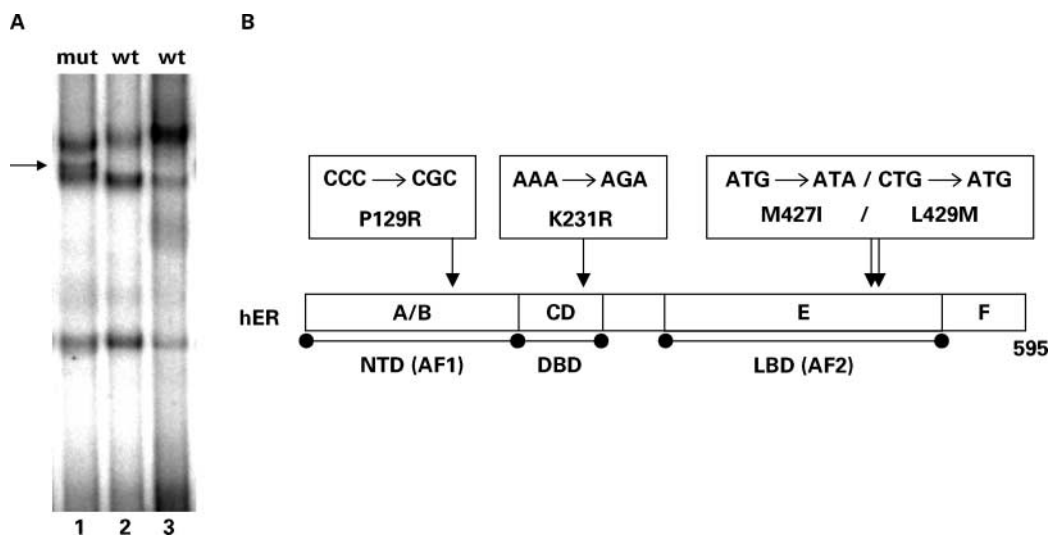 A
mut wt wt
1 2 3
B
CCC → CGC
P129R
AAA → AGA
K231R
ATG → ATA / CTG → ATG
M427I / L429M
hER
A/B CD E F
595
NTD (AF1) DBD LBD (AF2)